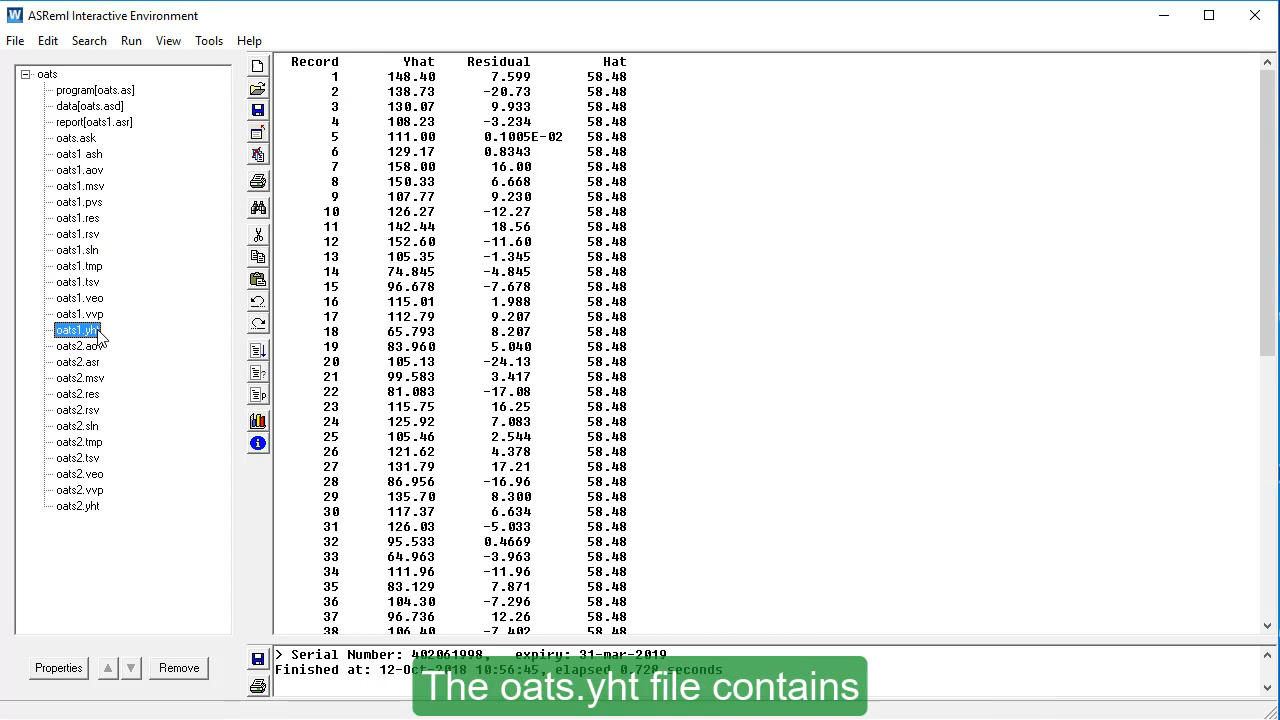 ASReml Interactive Environment
File Edit Search Run View Tools Help
oats
program[oats.as]
data[oats.asd]
report[oats1.asr]
oats.ask
oats1 ash
oats1.aov
oats1.msv
oats1.pvs
oats1.res
oats1.rsv
oats1.sln
oats1.tmp
oats1.tsv
oats1.veo
oats1.vvp
oats1.yht
oats2.aov
oats2.asr
oats2.msv
oats2.res
oats2.rsv
oats2.sln
oats2.tmp
oats2.tsv
oats2.veo
oats2.vvp
oats2.yht
Properties
Remove
Record Yhat Residual Hat
1 148.40 7.599 58.48
2 138.73 -20.73 58.48
3 130.07 9.933 58.48
4 108.23 -3.234 58.48
5 111.00 0.1005E-02 58.48
6 129.17 0.8343 58.48
7 158.00 16.00 58.48
8 150.33 6.668 58.48
9 107.77 9.230 58.48
10 126.27 -12.27 58.48
11 142.44 18.56 58.48
12 152.60 -11.60 58.48
13 105.35 -1.345 58.48
14 74.845 -4.845 58.48
15 96.678 -7.678 58.48
16 115.01 1.988 58.48
17 112.79 9.207 58.48
18 65.793 8.207 58.48
19 83.960 5.040 58.48
20 105.13 -24.13 58.48
21 99.583 3.417 58.48
22 81.083 -17.08 58.48
23 115.75 16.25 58.48
24 125.92 7.083 58.48
25 105.46 2.544 58.48
26 121.62 4.378 58.48
27 131.79 17.21 58.48
28 86.956 -16.96 58.48
29 135.70 8.300 58.48
30 117.37 6.634 58.48
31 126.03 -5.033 58.48
32 95.533 0.4669 58.48
33 64.963 -3.963 58.48
34 111.96 -11.96 58.48
35 83.129 7.871 58.48
36 104.30 -7.296 58.48
37 96.736 12.26 58.48
38 106.40 -7.402 58.48
> Serial Number: 402061998, expiry: 31-mar-2019
Finished at: 12-Oct-2018 10:56:45, elapsed 0.728 seconds
The oats.yht file contains